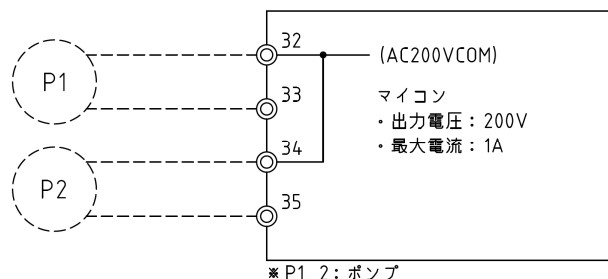 32
(AC200VCOM)
P1
33
マイコン
・出力電圧：200V
・最大電流：1A
34
P2
35
※P1,2：ポンプ